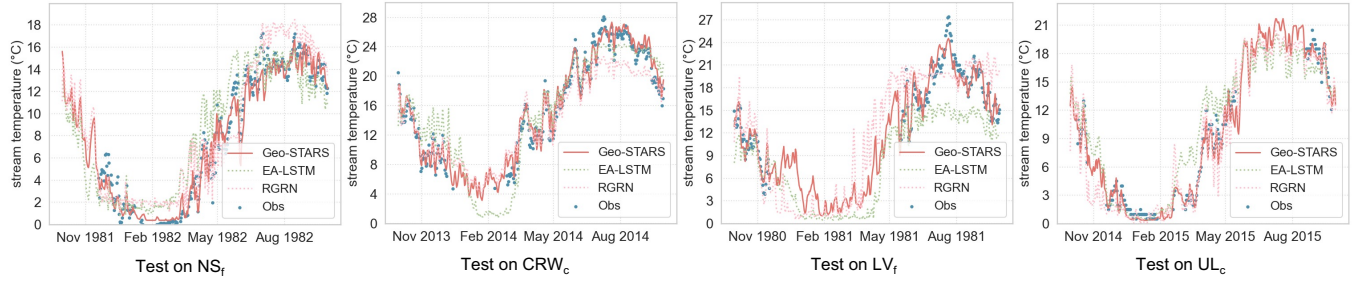 stream temperature (°C)
18
16
14
12
10
8
6
4
2
0
Nov 1981 Feb 1982 May 1982 Aug 1982
Geo-STARS
EA-LSTM
RGRN
Obs
Test on NSf
stream temperature (°C)
28
24
20
16
12
8
4
0
Nov 2013 Feb 2014 May 2014 Aug 2014
Geo-STARS
EA-LSTM
RGRN
Obs
Test on CRWc
stream temperature (°C)
27
24
21
18
15
12
9
6
3
0
Nov 1980 Feb 1981 May 1981 Aug 1981
Geo-STARS
EA-LSTM
RGRN
Obs
Test on LVf
stream temperature (°C)
21
18
15
12
9
6
3
0
Nov 2014 Feb 2015 May 2015 Aug 2015
Geo-STARS
EA-LSTM
RGRN
Obs
Test on ULc